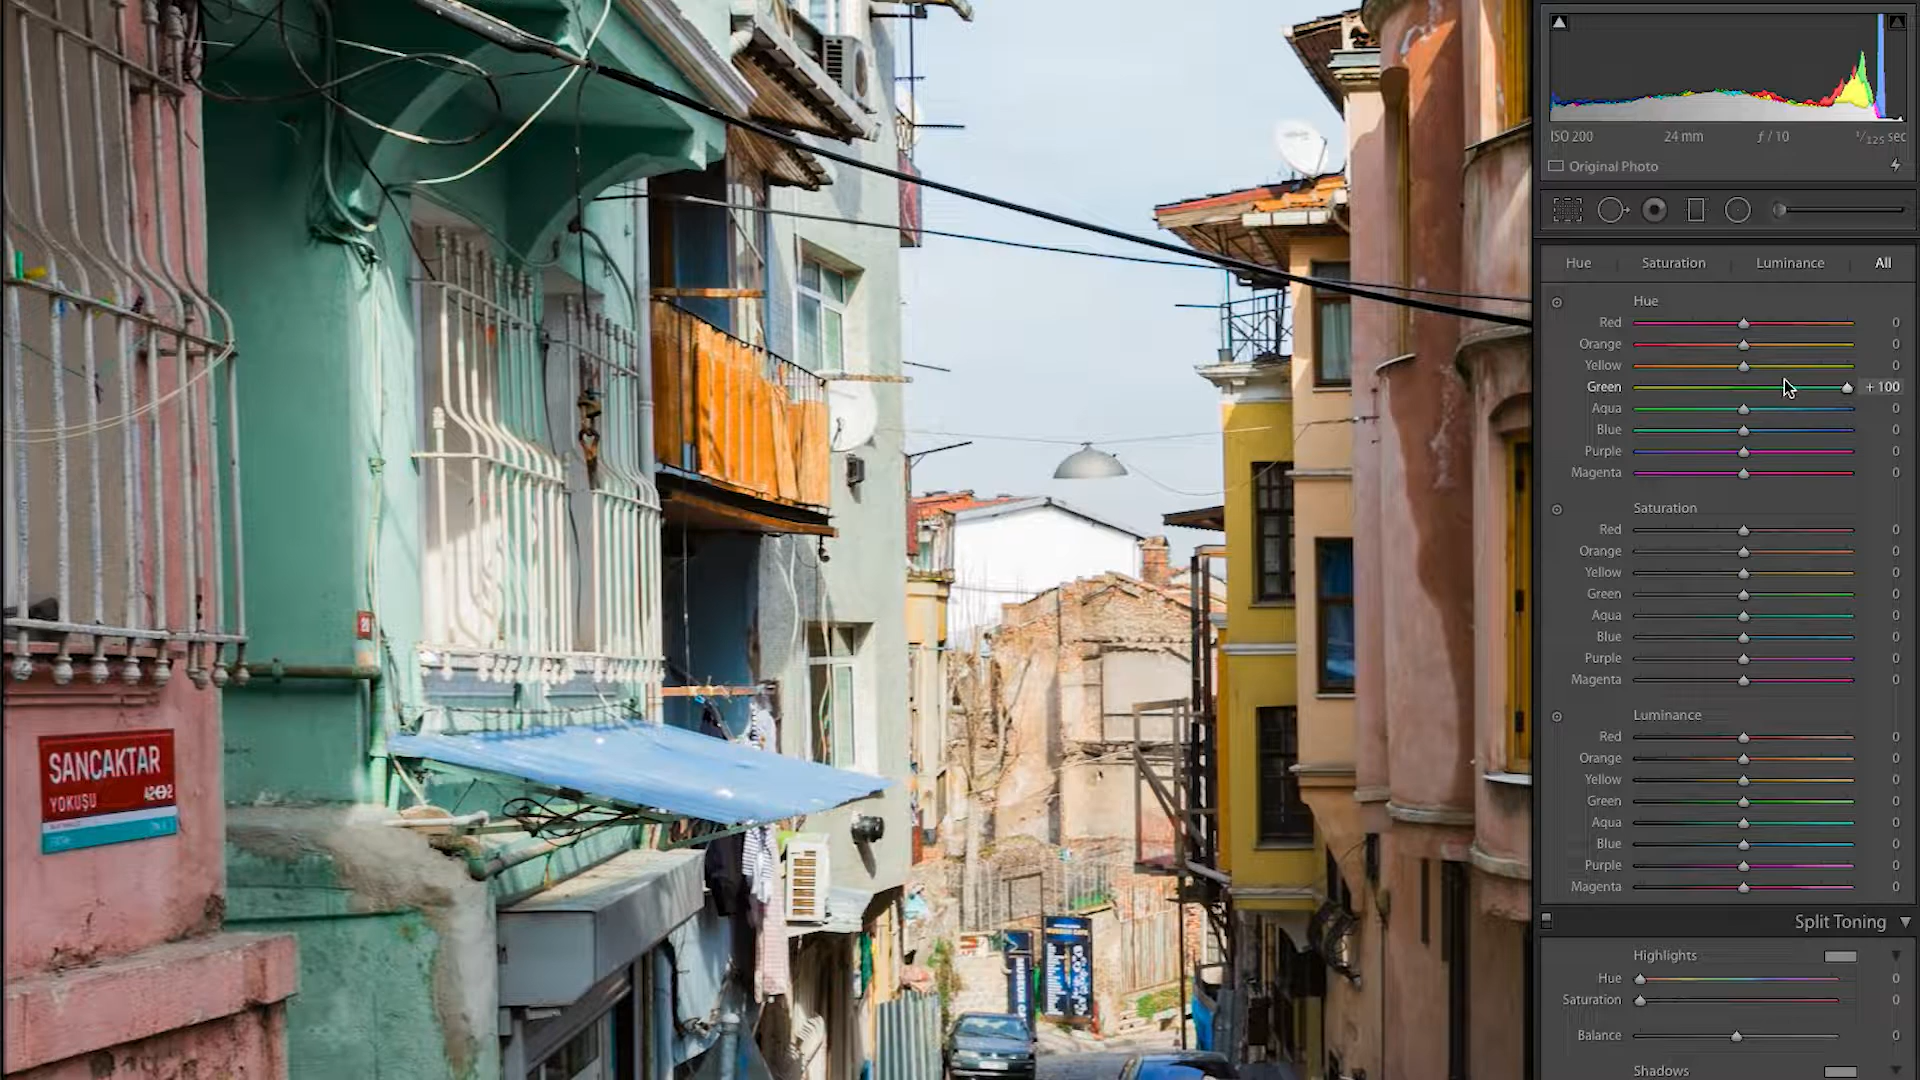 ISO 200 24 mm ƒ / 10 1/125 sec
Original Photo
Hue Saturation Luminance All
Hue
Red 0
Orange 0
Yellow 0
Green + 100
Aqua 0
Blue 0
Purple 0
Magenta 0
Saturation
Red 0
Orange 0
Yellow 0
Green 0
Aqua 0
Blue 0
Purple 0
Magenta 0
Luminance
Red 0
Orange 0
Yellow 0
Green 0
Aqua 0
Blue 0
Purple 0
Magenta 0
Split Toning
Highlights
Hue 0
Saturation 0
Balance 0
Shadows
SANCAKTAR
YOKUŞU